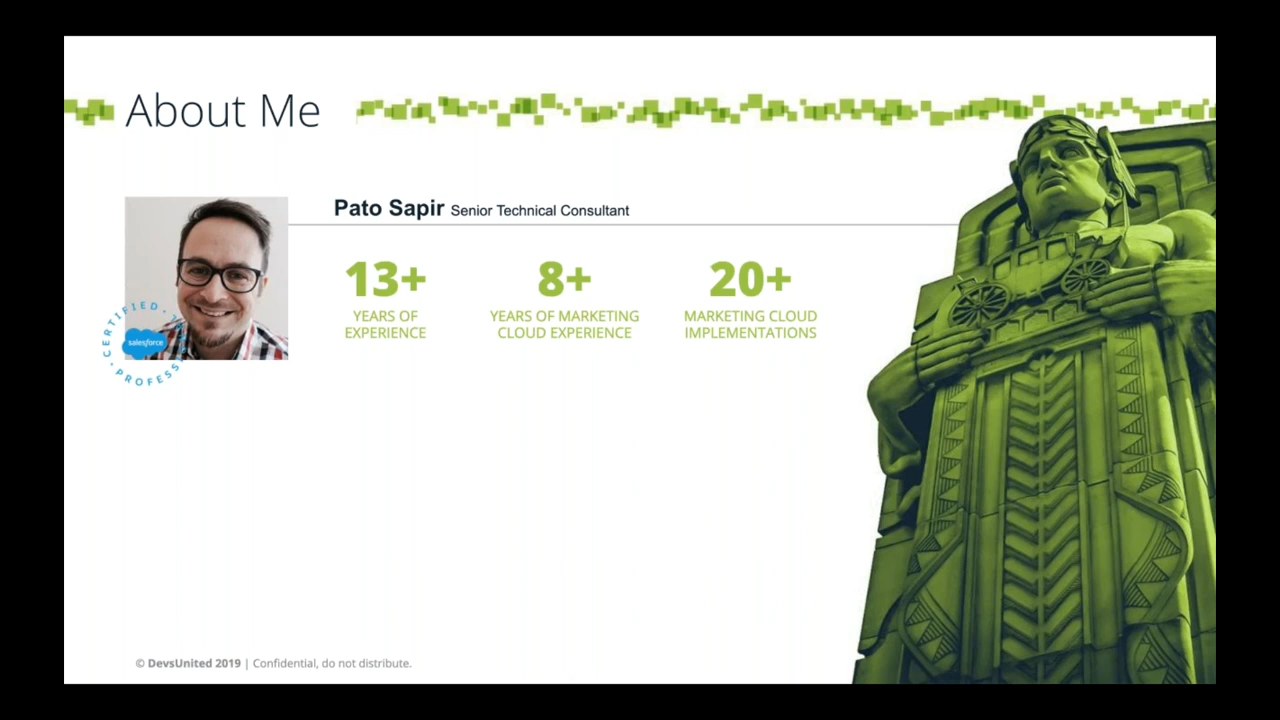 About Me
Pato Sapir Senior Technical Consultant
13+
YEARS OF
EXPERIENCE
8+
YEARS OF MARKETING
CLOUD EXPERIENCE
20+
MARKETING CLOUD
IMPLEMENTATIONS
CERTIFIED
salesforce
© DevsUnited 2019 | Confidential, do not distribute.